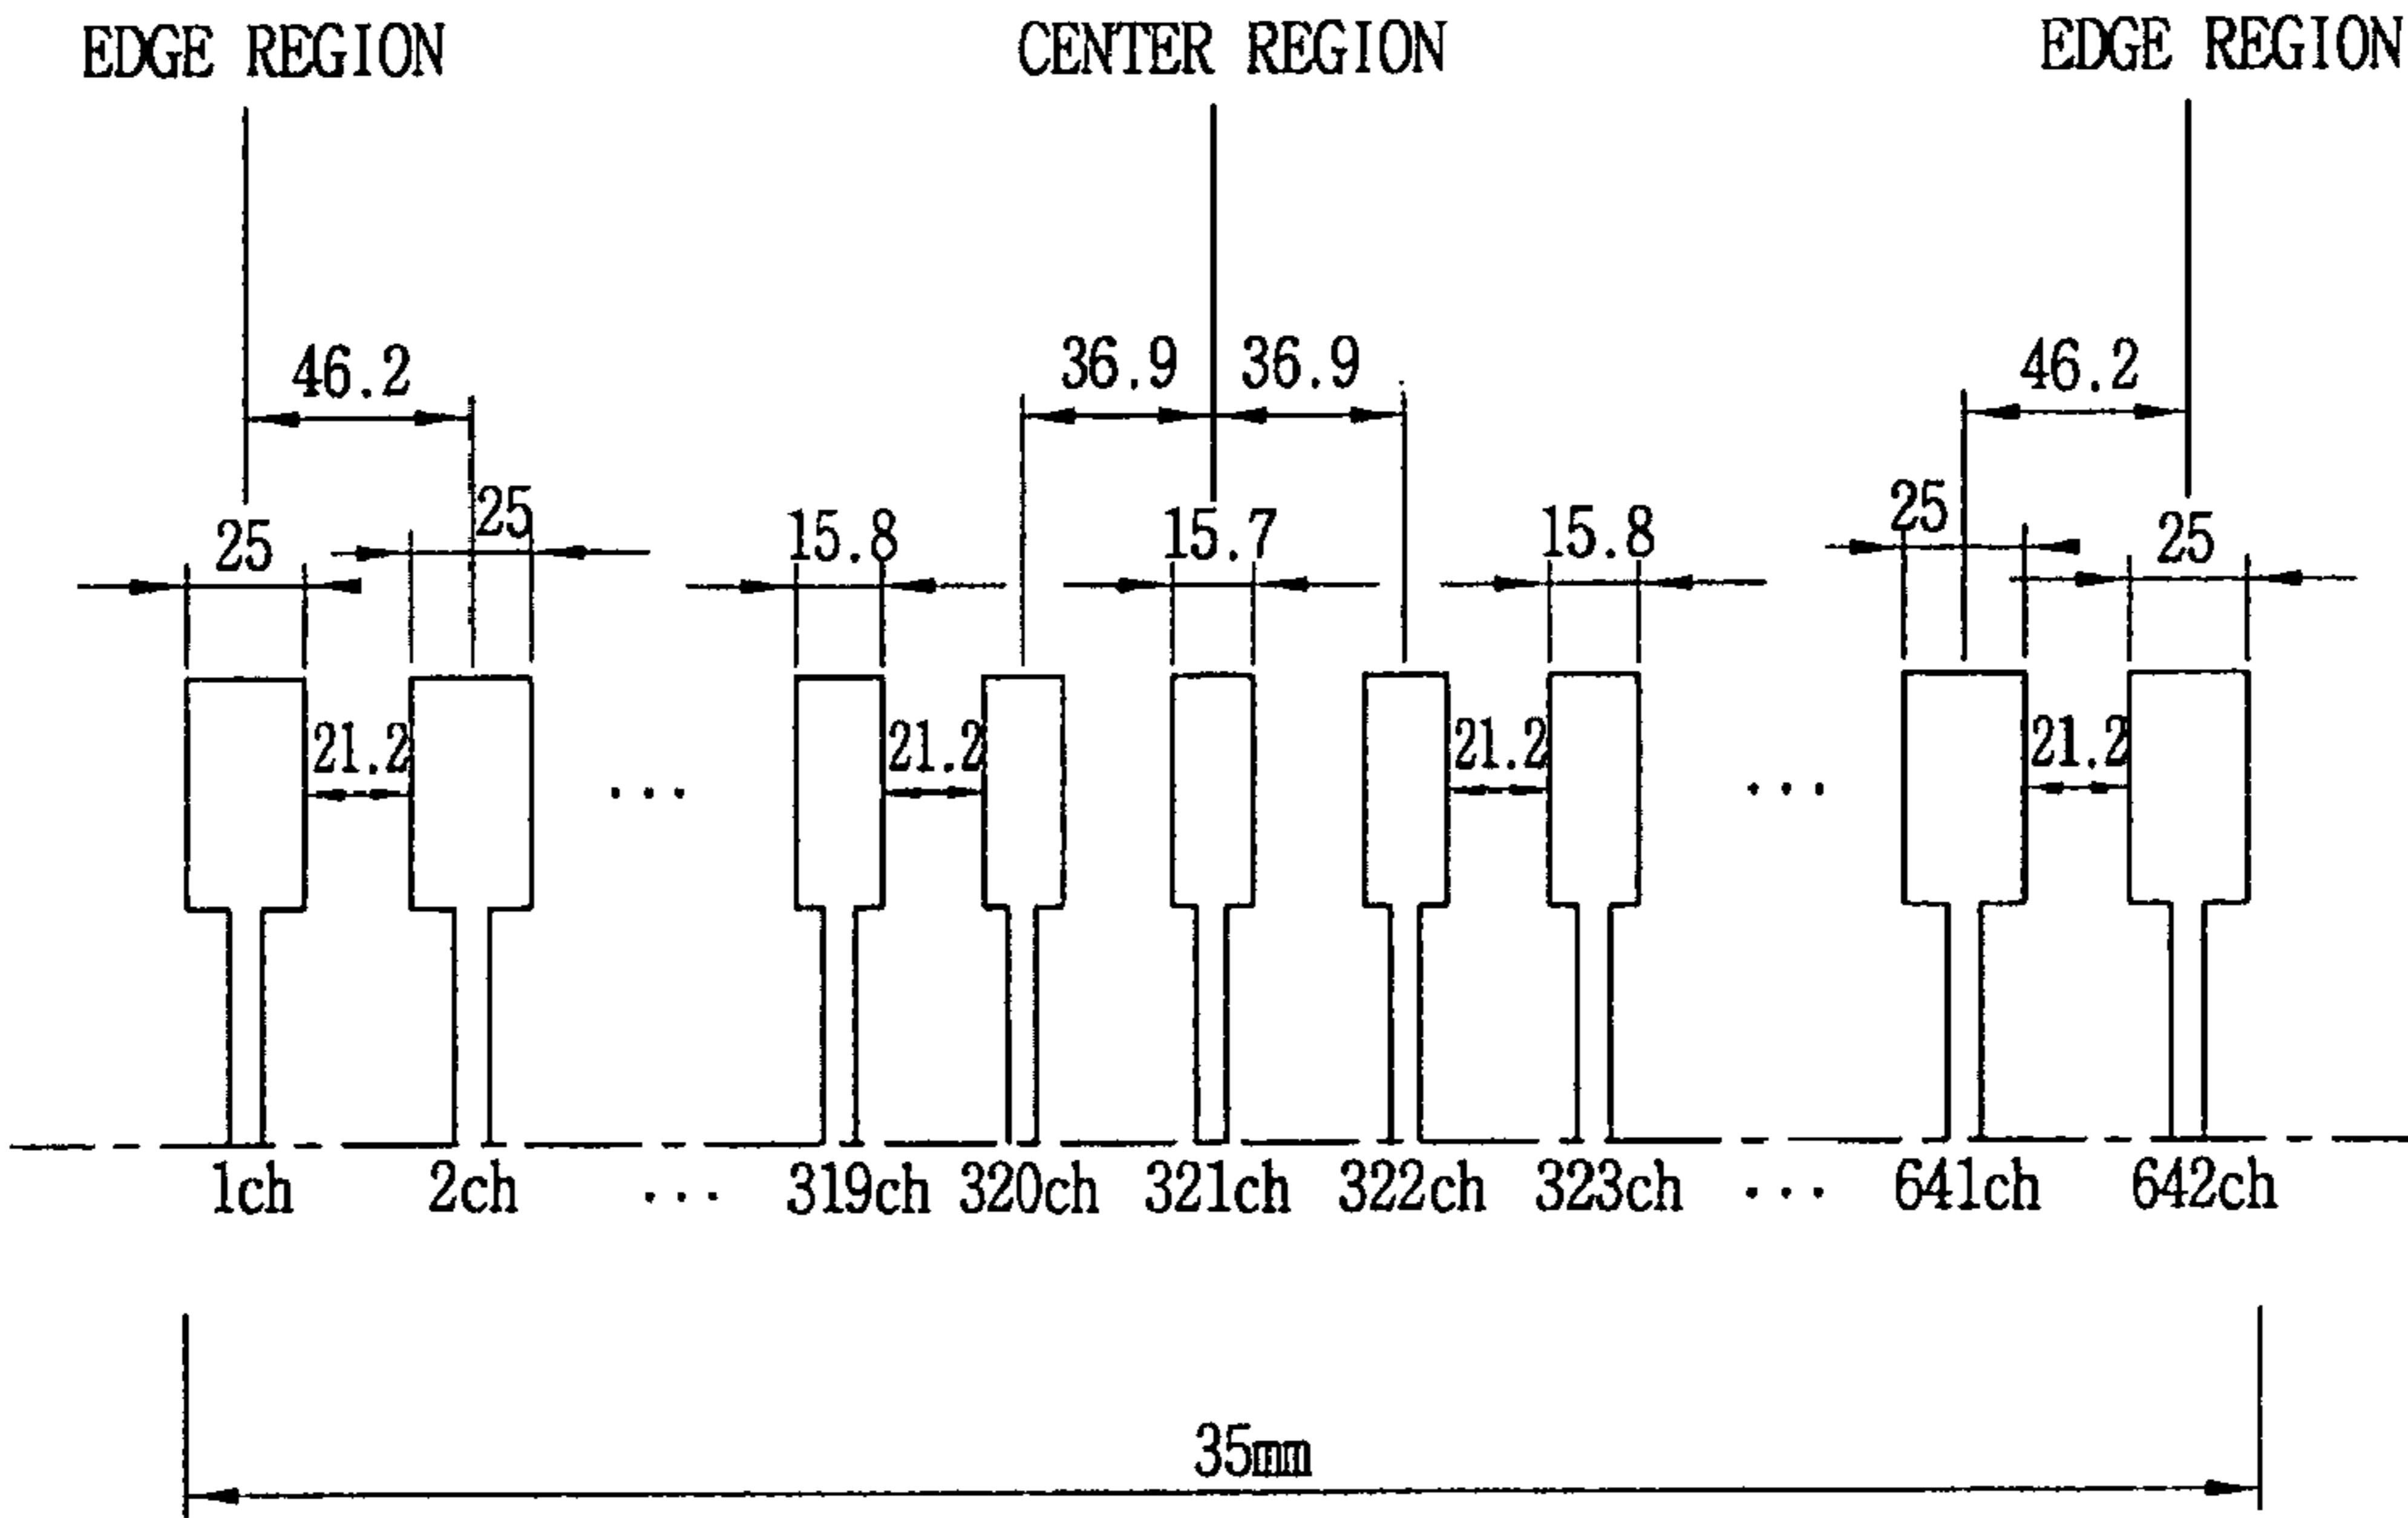 EDGE REGION CENTER REGION EDGE REGION
46.2 36.9 36.9 46.2
25 25 15.8 15.7 15.8 25 25
21.2 21.2 21.2 21.2
... ...
1ch 2ch ... 319ch 320ch 321ch 322ch 323ch ... 641ch 642ch
35mm